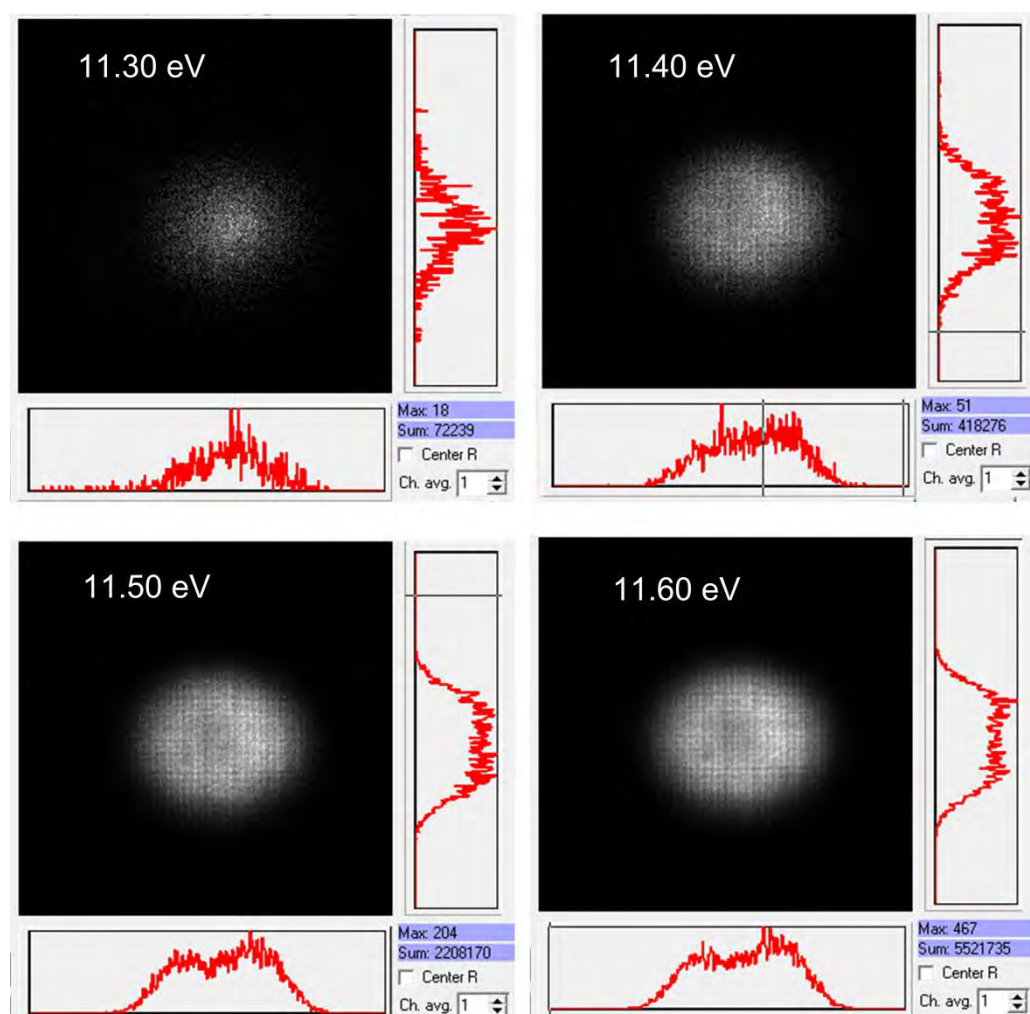 11.30 eV
Max: 18
Sum: 72239
Center R
Ch. avg. 1
11.40 eV
Max: 51
Sum: 418276
Center R
Ch. avg. 1
11.50 eV
Max: 204
Sum: 2208170
Center R
Ch. avg. 1
11.60 eV
Max: 467
Sum: 5521735
Center R
Ch. avg. 1